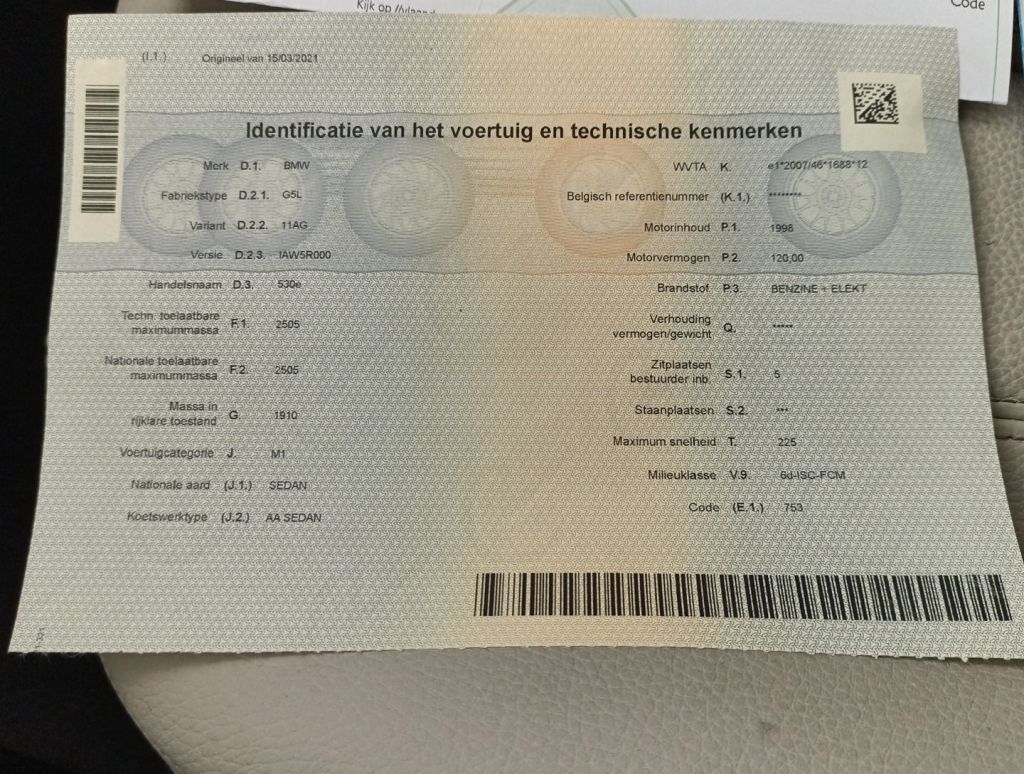 Kijk op
Code
(I.1.) Origineel van 15/03/2021
Identificatie van het voertuig en technische kenmerken
Merk D.1. BMW
Fabriekstype D.2.1. G5L
Variant D.2.2. 11AG
Versie D.2.3. IAW5R000
Handelsnaam D.3. 530e
Techn. toelaatbare
maximummassa F.1. 2505
Nationale toelaatbare
maximummassa F.2. 2505
Massa in
rijklare toestand G. 1910
Voertuigcategorie J. M1
Nationale aard (J.1.) SEDAN
Koetswerktype (J.2.) AA SEDAN
WVTA K. e1*2007/46*1688*12
Belgisch referentienummer (K.1.) ********
Motorinhoud P.1. 1998
Motorvermogen P.2. 120,00
Brandstof P.3. BENZINE + ELEKT
Verhouding
vermogen/gewicht Q. *****
Zitplaatsen
bestuurder inb. S.1. 5
Staanplaatsen S.2. ***
Maximum snelheid T. 225
Milieuklasse V.9. 6d-ISC-FCM
Code (E.1.) 753